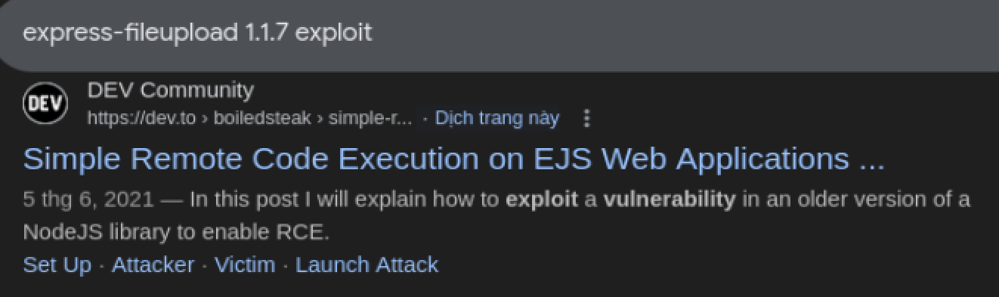 express-fileupload 1.1.7 exploit
DEV
DEV Community
https://dev.to › boiledsteak › simple-r... · Dịch trang này
Simple Remote Code Execution on EJS Web Applications ...
5 thg 6, 2021 — In this post I will explain how to exploit a vulnerability in an older version of a
NodeJS library to enable RCE.
Set Up · Attacker · Victim · Launch Attack